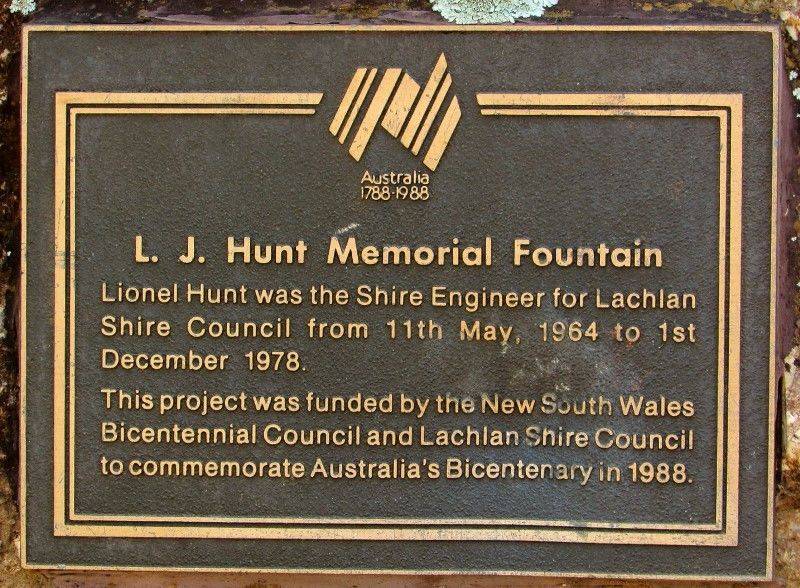 Australia
1788-1988
L. J. Hunt Memorial Fountain
Lionel Hunt was the Shire Engineer for Lachlan
Shire Council from 11th May, 1964 to 1st
December 1978.
This project was funded by the New South Wales
Bicentennial Council and Lachlan Shire Council
to commemorate Australia's Bicentenary in 1988.